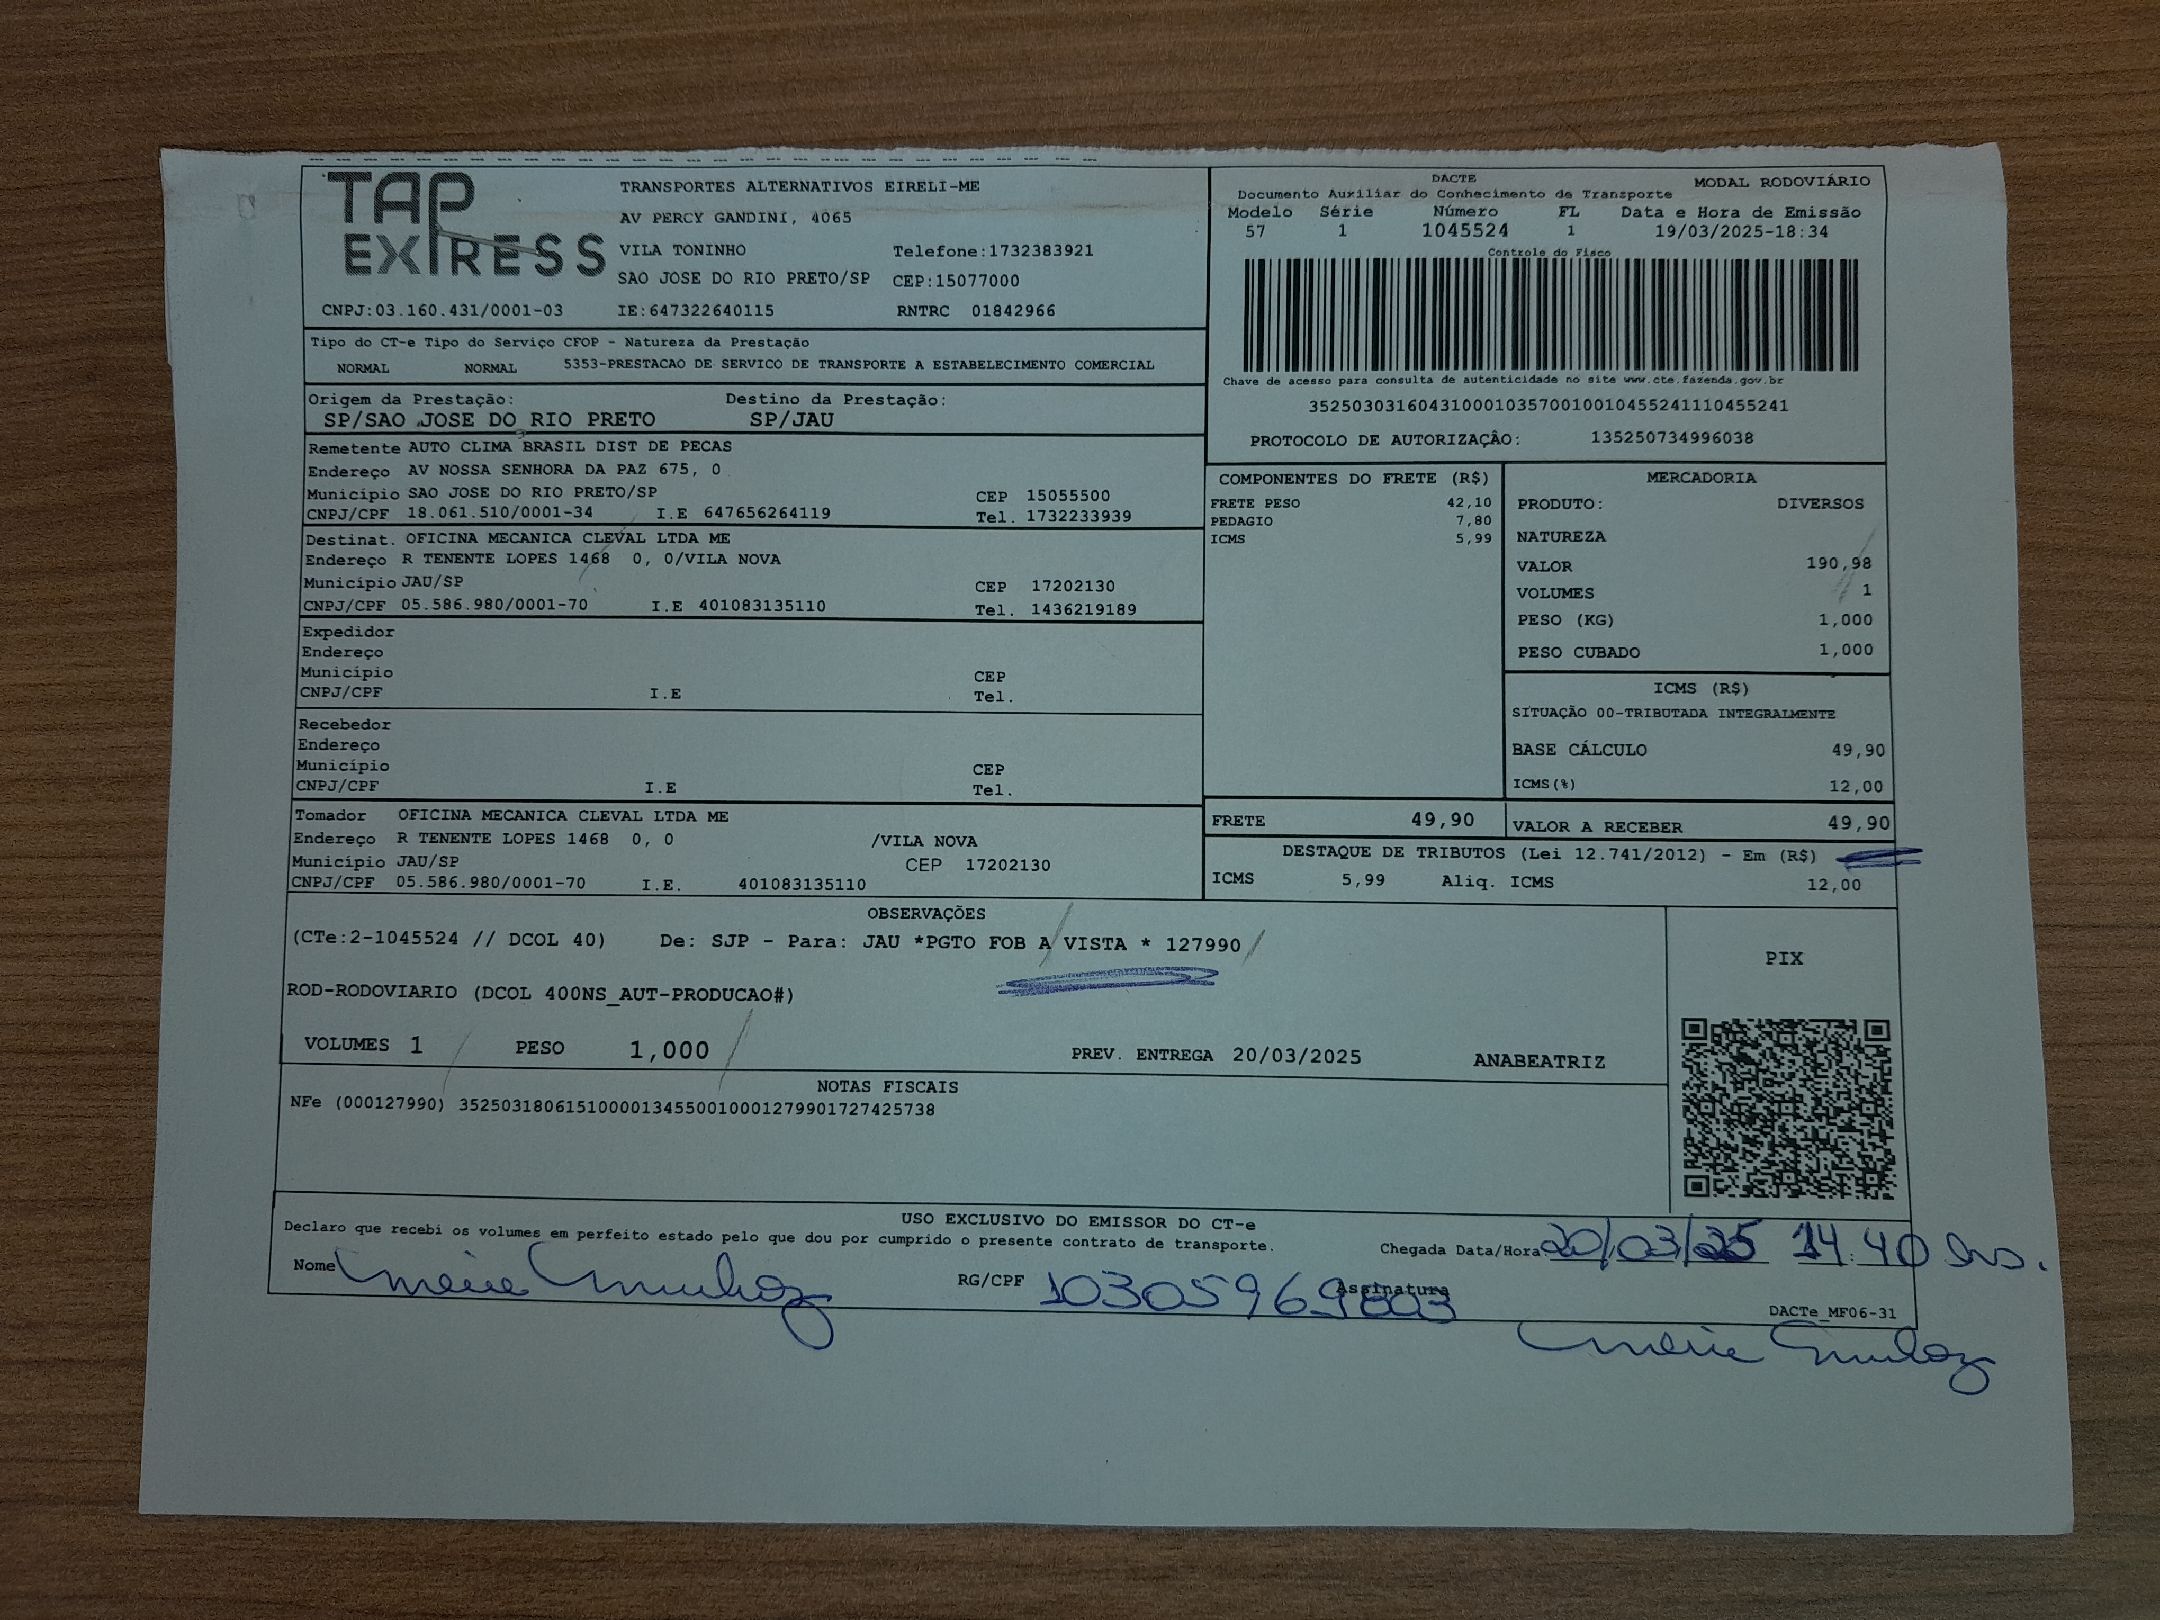 TAP EXPRESS
TRANSPORTES ALTERNATIVOS EIRELI-ME
AV PERCY GANDINI, 4065
VILA TONINHO Telefone:1732383921
SAO JOSE DO RIO PRETO/SP CEP:15077000
CNPJ:03.160.431/0001-03 IE:647322640115 RNTRC 01842966
DACTE MODAL RODOVIÁRIO
Documento Auxiliar do Conhecimento de Transporte
Modelo Série Número FL Data e Hora de Emissão
57 1 1045524 1 19/03/2025-18:34
Controle do Fisco
Chave de acesso para consulta de autenticidade no site www.cte.fazenda.gov.br
35250303160431000103570010010455241110455241
PROTOCOLO DE AUTORIZAÇÂO: 135250734996038
Tipo do CT-e Tipo do Serviço CFOP - Natureza da Prestação
NORMAL NORMAL 5353-PRESTACAO DE SERVICO DE TRANSPORTE A ESTABELECIMENTO COMERCIAL
Origem da Prestação: Destino da Prestação:
SP/SAO JOSE DO RIO PRETO SP/JAU
Remetente AUTO CLIMA BRASIL DIST DE PECAS
Endereço AV NOSSA SENHORA DA PAZ 675, 0
Município SAO JOSE DO RIO PRETO/SP CEP 15055500
CNPJ/CPF 18.061.510/0001-34 I.E 647656264119 Tel. 1732233939
Destinat. OFICINA MECANICA CLEVAL LTDA ME
Endereço R TENENTE LOPES 1468 0, 0/VILA NOVA
Município JAU/SP CEP 17202130
CNPJ/CPF 05.586.980/0001-70 I.E 401083135110 Tel. 1436219189
Expedidor
Endereço
Município CEP
CNPJ/CPF I.E Tel.
Recebedor
Endereço
Município CEP
CNPJ/CPF I.E Tel.
Tomador OFICINA MECANICA CLEVAL LTDA ME
Endereço R TENENTE LOPES 1468 0, 0 /VILA NOVA
Município JAU/SP CEP 17202130
CNPJ/CPF 05.586.980/0001-70 I.E. 401083135110
COMPONENTES DO FRETE (R$)
FRETE PESO 42,10
PEDAGIO 7,80
ICMS 5,99
MERCADORIA
PRODUTO: DIVERSOS
NATUREZA
VALOR 190,98
VOLUMES 1
PESO (KG) 1,000
PESO CUBADO 1,000
ICMS (R$)
SITUAÇÃO 00-TRIBUTADA INTEGRALMENTE
BASE CÁLCULO 49,90
ICMS(%) 12,00
FRETE 49,90 VALOR A RECEBER 49,90
DESTAQUE DE TRIBUTOS (Lei 12.741/2012) - Em (R$)
ICMS 5,99 Aliq. ICMS 12,00
OBSERVAÇÕES
(CTe:2-1045524 // DCOL 40) De: SJP - Para: JAU *PGTO FOB A VISTA * 127990
ROD-RODOVIARIO (DCOL 400NS_AUT-PRODUCAO#)
VOLUMES 1 PESO 1,000 PREV. ENTREGA 20/03/2025 ANABEATRIZ
PIX
NOTAS FISCAIS
NFe (000127990) 35250318061510000134550010001279901727425738
USO EXCLUSIVO DO EMISSOR DO CT-e
Declaro que recebi os volumes em perfeito estado pelo que dou por cumprido o presente contrato de transporte.
Chegada Data/Hora 20/03/25 14:40 hrs.
Nome Meire Munhoz RG/CPF 10305969803 Assinatura
DACTe_MF06-31
Meire Munhoz